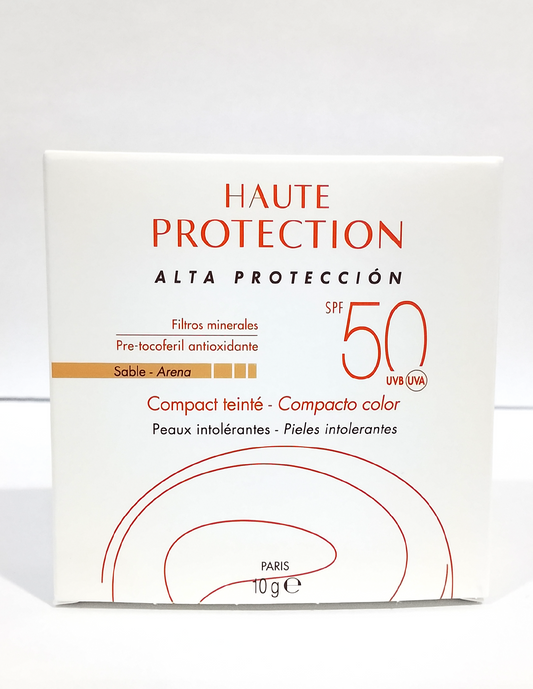 HAUTE
PROTECTION
ALTA PROTECCIÓN
SPF 50
UVB UVA
Filtros minerales
Pre-tocoferil antioxidante
Sable - Arena
Compact teinté - Compacto color
Peaux intolérantes - Pieles intolerantes
PARIS
10 g e